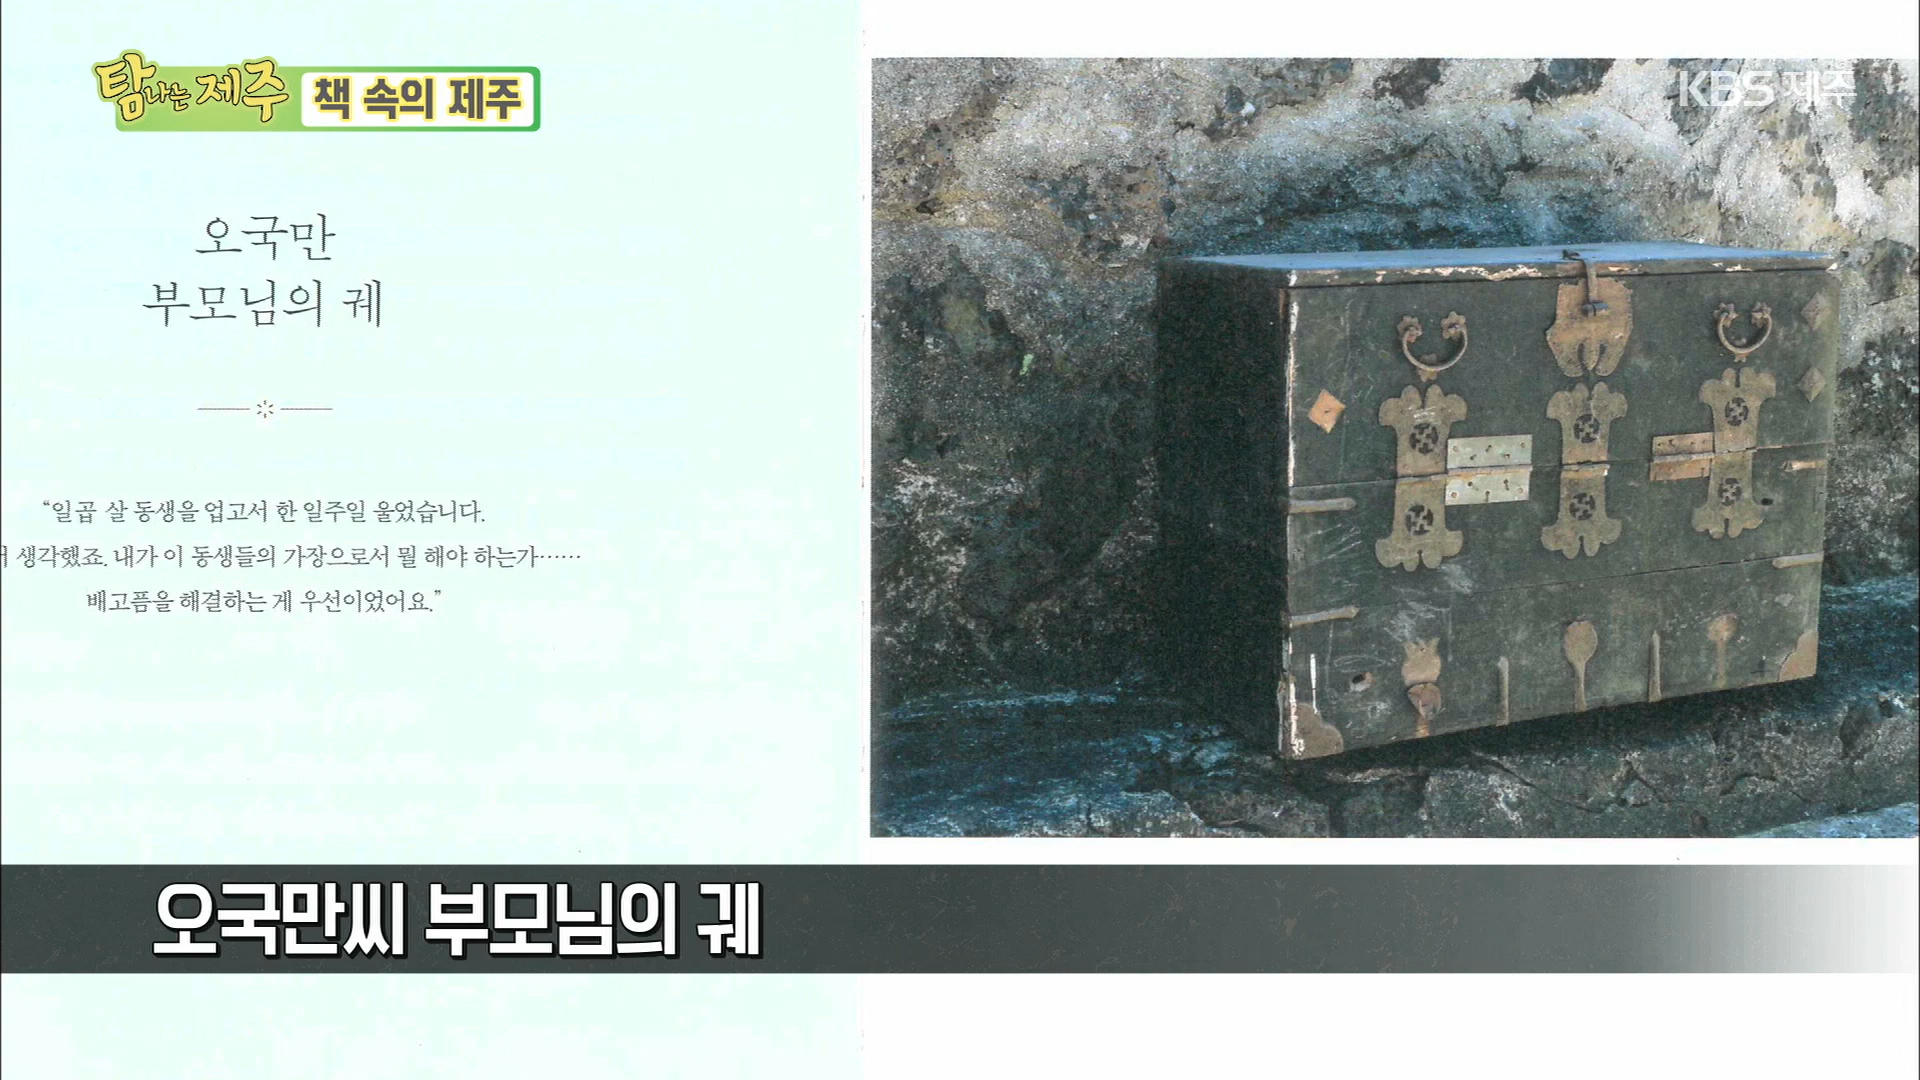 탐나는 제주 책 속의 제주
KBS 제주
오국만
부모님의 궤
“일곱 살 동생을 업고서 한 일주일 울었습니다.
생각했죠. 내가 이 동생들의 가장으로서 뭘 해야 하는가……
배고픔을 해결하는 게 우선이었어요.”
오국만씨 부모님의 궤